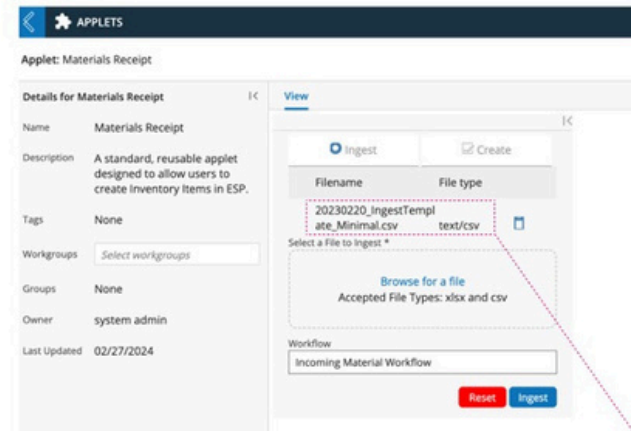 APPLETS
Applet: Materials Receipt
Details for Materials Receipt
Name Materials Receipt
Description A standard, reusable applet
designed to allow users to
create Inventory Items in ESP.
Tags None
Workgroups Select workgroups
Groups None
Owner system admin
Last Updated 02/27/2024
View
Ingest Create
Filename File type
20230220_IngestTempl
ate_Minimal.csv text/csv
Select a File to Ingest *
Browse for a file
Accepted File Types: xlsx and csv
Workflow
Incoming Material Workflow
Reset Ingest